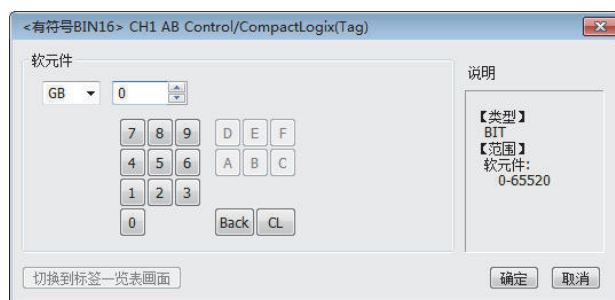 <有符号BIN16> CH1 AB Control/CompactLogix(Tag)
软元件
GB 0
7 8 9 D E F
4 5 6 A B C
1 2 3
0 Back CL
说明
【类型】
BIT
【范围】
软元件:
0-65520
切换到标签一览表画面 确定 取消